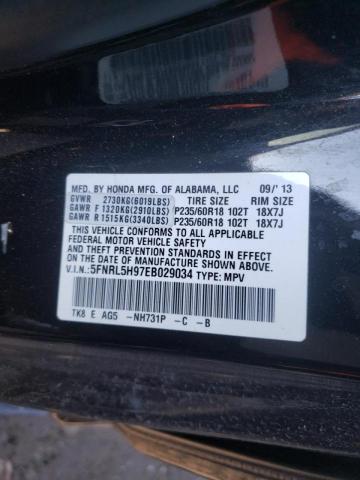 MFD. BY HONDA MFG. OF ALABAMA, LLC 09/'13
GVWR 2730KG(6019LBS) TIRE SIZE RIM SIZE
GAWR F 1320KG(2910LBS) P235/60R18 102T 18X7J
GAWR R 1515KG(3340LBS) P235/60R18 102T 18X7J
THIS VEHICLE CONFORMS TO ALL APPLICABLE
FEDERAL MOTOR VEHICLE SAFETY, BUMPER,
AND THEFT PREVENTION STANDARDS IN EFFECT
ON THE DATE OF MANUFACTURE SHOWN ABOVE.
V.I.N.:5FNRL5H97EB029034 TYPE: MPV
TK8 E AG5 -NH731P -C -B